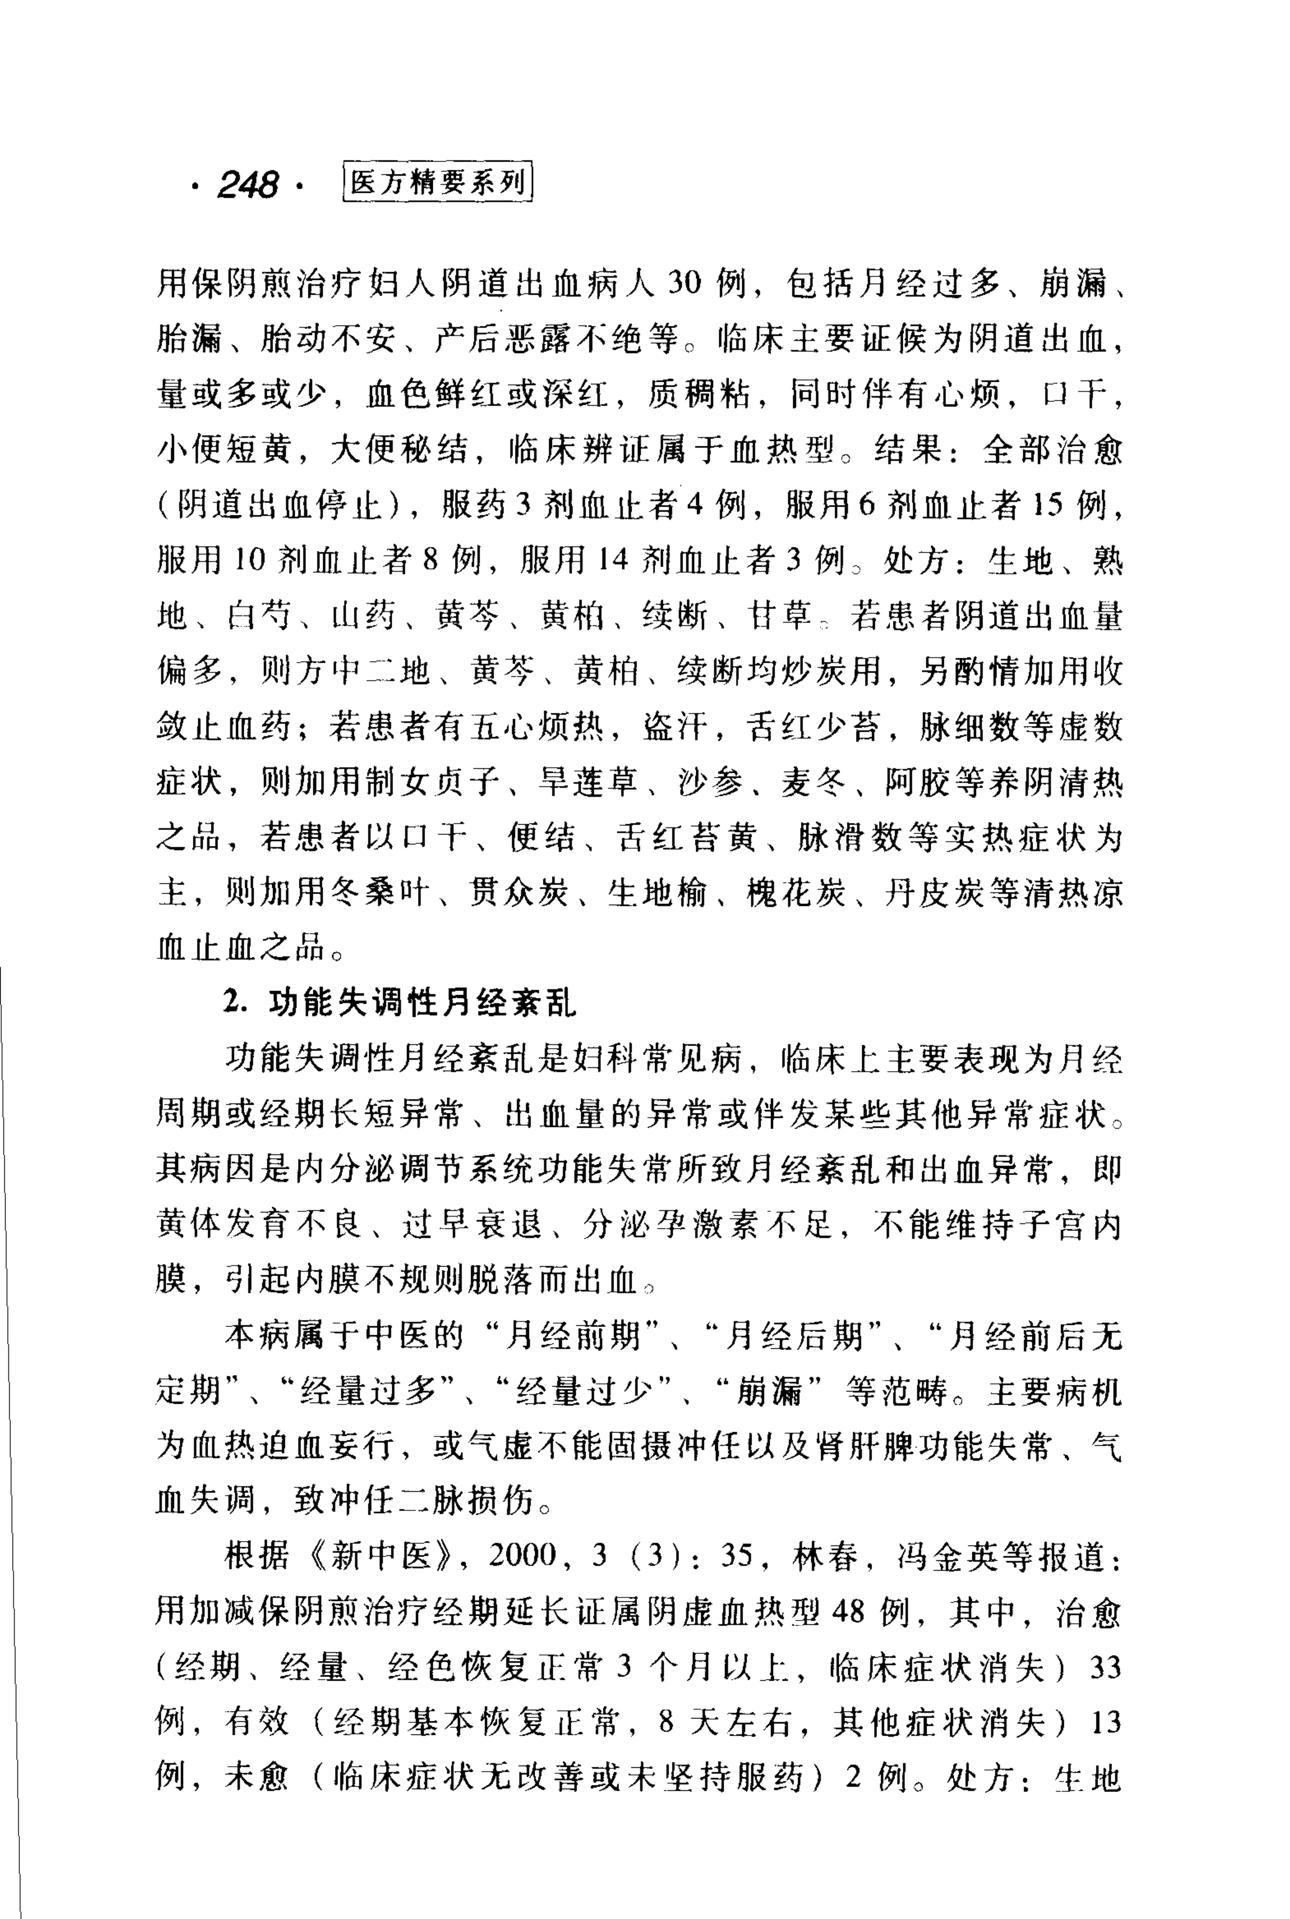 · 248 · 医方精要系列
用保阴煎治疗妇人阴道出血病人 30 例，包括月经过多、崩漏、
胎漏、胎动不安、产后恶露不绝等。临床主要证候为阴道出血，
量或多或少，血色鲜红或深红，质稠粘，同时伴有心烦，口干，
小便短黄，大便秘结，临床辨证属于血热型。结果：全部治愈
（阴道出血停止），服药 3 剂血止者 4 例，服用 6 剂血止者 15 例，
服用 10 剂血止者 8 例，服用 14 剂血止者 3 例。处方：生地、熟
地、白芍、山药、黄芩、黄柏、续断、甘草。若患者阴道出血量
偏多，则方中二地、黄芩、黄柏、续断均炒炭用，另酌情加用收
敛止血药；若患者有五心烦热，盗汗，舌红少苔，脉细数等虚数
症状，则加用制女贞子、旱莲草、沙参、麦冬、阿胶等养阴清热
之品，若患者以口干、便结、舌红苔黄、脉滑数等实热症状为
主，则加用冬桑叶、贯众炭、生地榆、槐花炭、丹皮炭等清热凉
血止血之品。
2. 功能失调性月经紊乱
功能失调性月经紊乱是妇科常见病，临床上主要表现为月经
周期或经期长短异常、出血量的异常或伴发某些其他异常症状。
其病因是内分泌调节系统功能失常所致月经紊乱和出血异常，即
黄体发育不良、过早衰退、分泌孕激素不足，不能维持子宫内
膜，引起内膜不规则脱落而出血。
本病属于中医的“月经前期”、“月经后期”、“月经前后无
定期”、“经量过多”、“经量过少”、“崩漏”等范畴。主要病机
为血热迫血妄行，或气虚不能固摄冲任以及肾肝脾功能失常、气
血失调，致冲任二脉损伤。
根据《新中医》，2000，3（3）：35，林春，冯金英等报道：
用加减保阴煎治疗经期延长证属阴虚血热型 48 例，其中，治愈
（经期、经量、经色恢复正常 3 个月以上，临床症状消失）33
例，有效（经期基本恢复正常，8 天左右，其他症状消失）13
例，未愈（临床症状无改善或未坚持服药）2 例。处方：生地